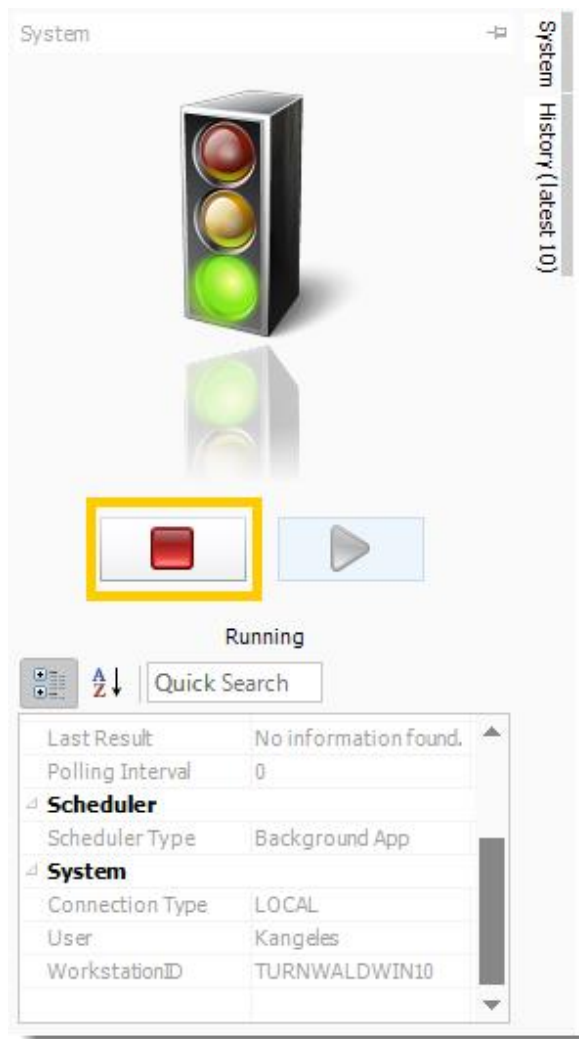 System
System
History (latest 10)
Running
Quick Search
Last Result No information found.
Polling Interval 0
Scheduler
Scheduler Type Background App
System
Connection Type LOCAL
User Kangeles
WorkstationID TURNWALDWIN10